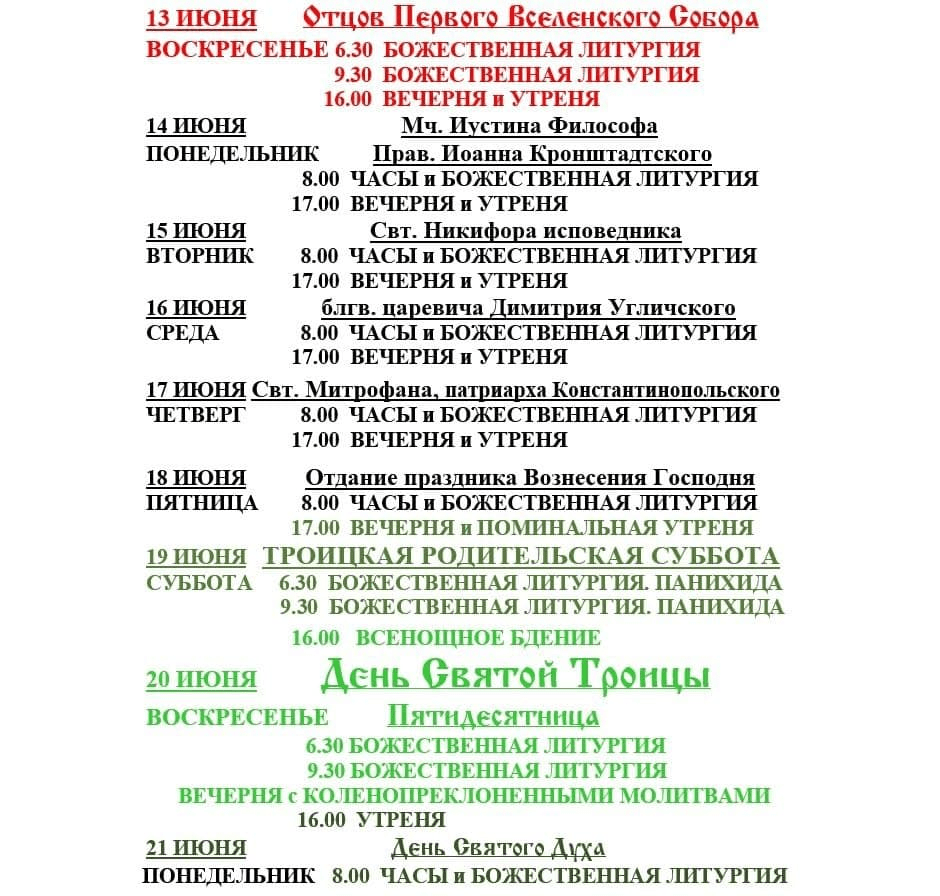 13 ИЮНЯ Отцов Первого Вселенского Собора
ВОСКРЕСЕНЬЕ 6.30 БОЖЕСТВЕННАЯ ЛИТУРГИЯ
9.30 БОЖЕСТВЕННАЯ ЛИТУРГИЯ
16.00 ВЕЧЕРНЯ и УТРЕНЯ
14 ИЮНЯ Мч. Иустина Философа
ПОНЕДЕЛЬНИК Прав. Иоанна Кронштадтского
8.00 ЧАСЫ и БОЖЕСТВЕННАЯ ЛИТУРГИЯ
17.00 ВЕЧЕРНЯ и УТРЕНЯ
15 ИЮНЯ Свт. Никифора исповедника
ВТОРНИК 8.00 ЧАСЫ и БОЖЕСТВЕННАЯ ЛИТУРГИЯ
17.00 ВЕЧЕРНЯ и УТРЕНЯ
16 ИЮНЯ блгв. царевича Димитрия Угличского
СРЕДА 8.00 ЧАСЫ и БОЖЕСТВЕННАЯ ЛИТУРГИЯ
17.00 ВЕЧЕРНЯ и УТРЕНЯ
17 ИЮНЯ Свт. Митрофана, патриарха Константинопольского
ЧЕТВЕРГ 8.00 ЧАСЫ и БОЖЕСТВЕННАЯ ЛИТУРГИЯ
17.00 ВЕЧЕРНЯ и УТРЕНЯ
18 ИЮНЯ Отдание праздника Вознесения Господня
ПЯТНИЦА 8.00 ЧАСЫ и БОЖЕСТВЕННАЯ ЛИТУРГИЯ
17.00 ВЕЧЕРНЯ и ПОМИНАЛЬНАЯ УТРЕНЯ
19 ИЮНЯ ТРОИЦКАЯ РОДИТЕЛЬСКАЯ СУББОТА
СУББОТА 6.30 БОЖЕСТВЕННАЯ ЛИТУРГИЯ. ПАНИХИДА
9.30 БОЖЕСТВЕННАЯ ЛИТУРГИЯ. ПАНИХИДА
16.00 ВСЕНОЩНОЕ БДЕНИЕ
20 ИЮНЯ День Святой Троицы
ВОСКРЕСЕНЬЕ Пятидесятница
6.30 БОЖЕСТВЕННАЯ ЛИТУРГИЯ
9.30 БОЖЕСТВЕННАЯ ЛИТУРГИЯ
ВЕЧЕРНЯ с КОЛЕНОПРЕКЛОНЕННЫМИ МОЛИТВАМИ
16.00 УТРЕНЯ
21 ИЮНЯ День Святого Духа
ПОНЕДЕЛЬНИК 8.00 ЧАСЫ и БОЖЕСТВЕННАЯ ЛИТУРГИЯ